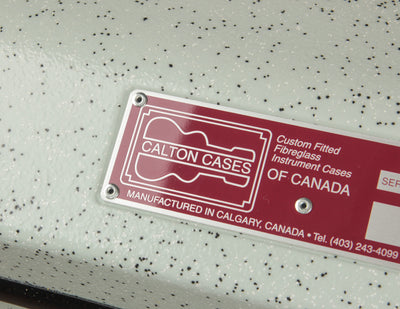 CALTON CASES
Custom Fitted
Fibreglass
Instrument Cases
OF CANADA
MANUFACTURED IN CALGARY, CANADA • Tel. (403) 243-4099